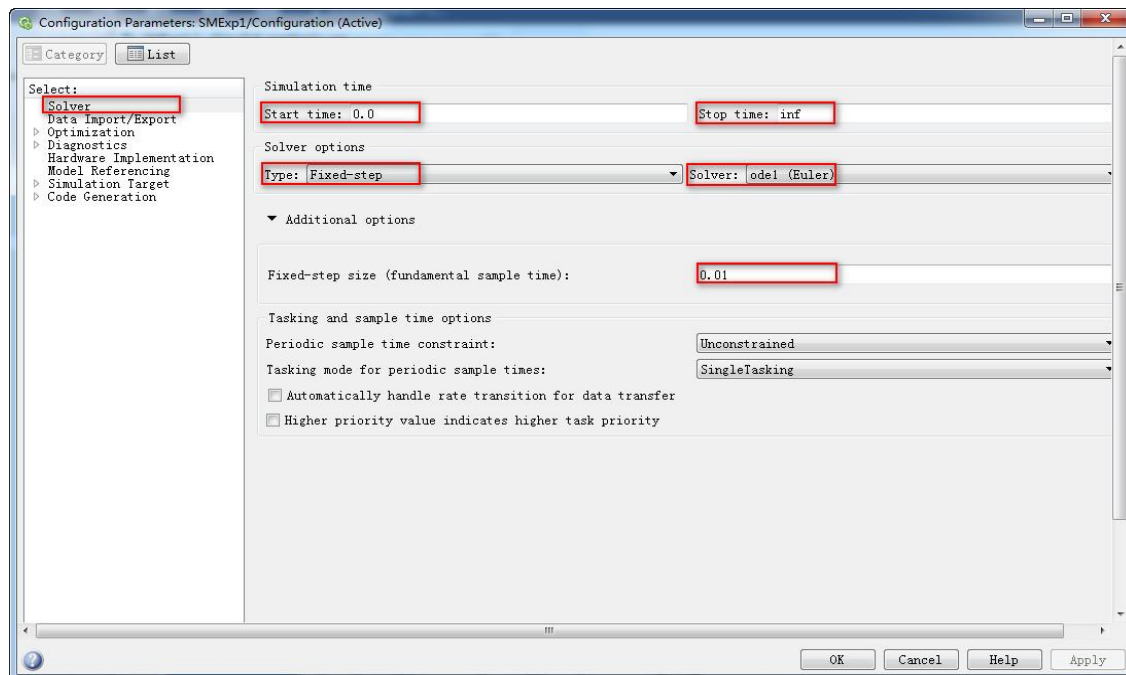 Configuration Parameters: SMExp1/Configuration (Active)
Category List
Select:
Solver
Data Import/Export
Optimization
Diagnostics
Hardware Implementation
Model Referencing
Simulation Target
Code Generation
Simulation time
Start time: 0.0 Stop time: inf
Solver options
Type: Fixed-step Solver: ode1 (Euler)
Additional options
Fixed-step size (fundamental sample time): 0.01
Tasking and sample time options
Periodic sample time constraint: Unconstrained
Tasking mode for periodic sample times: SingleTasking
Automatically handle rate transition for data transfer
Higher priority value indicates higher task priority
OK Cancel Help Apply